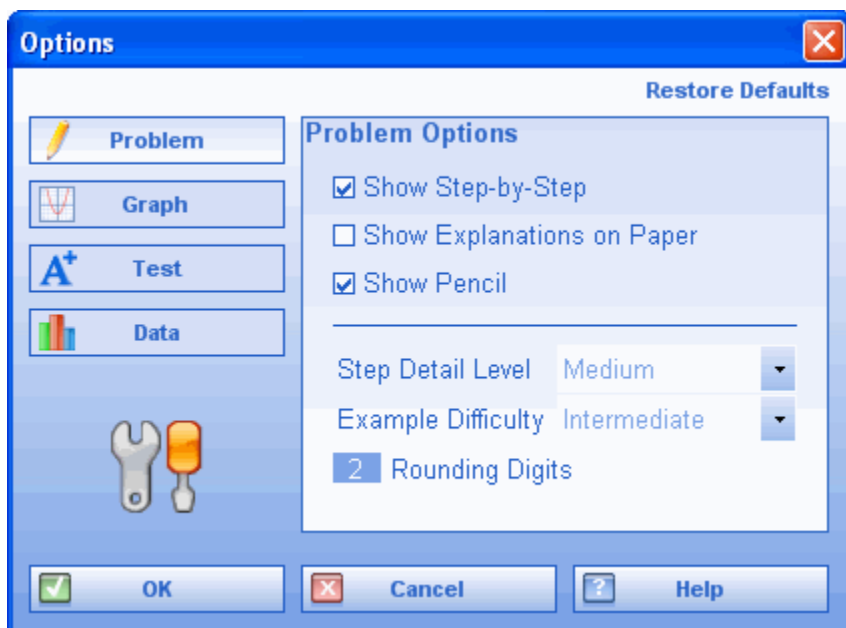 Options
Restore Defaults
Problem
Graph
A+ Test
Data
Problem Options
Show Step-by-Step
Show Explanations on Paper
Show Pencil
Step Detail Level Medium
Example Difficulty Intermediate
2 Rounding Digits
OK
Cancel
? Help